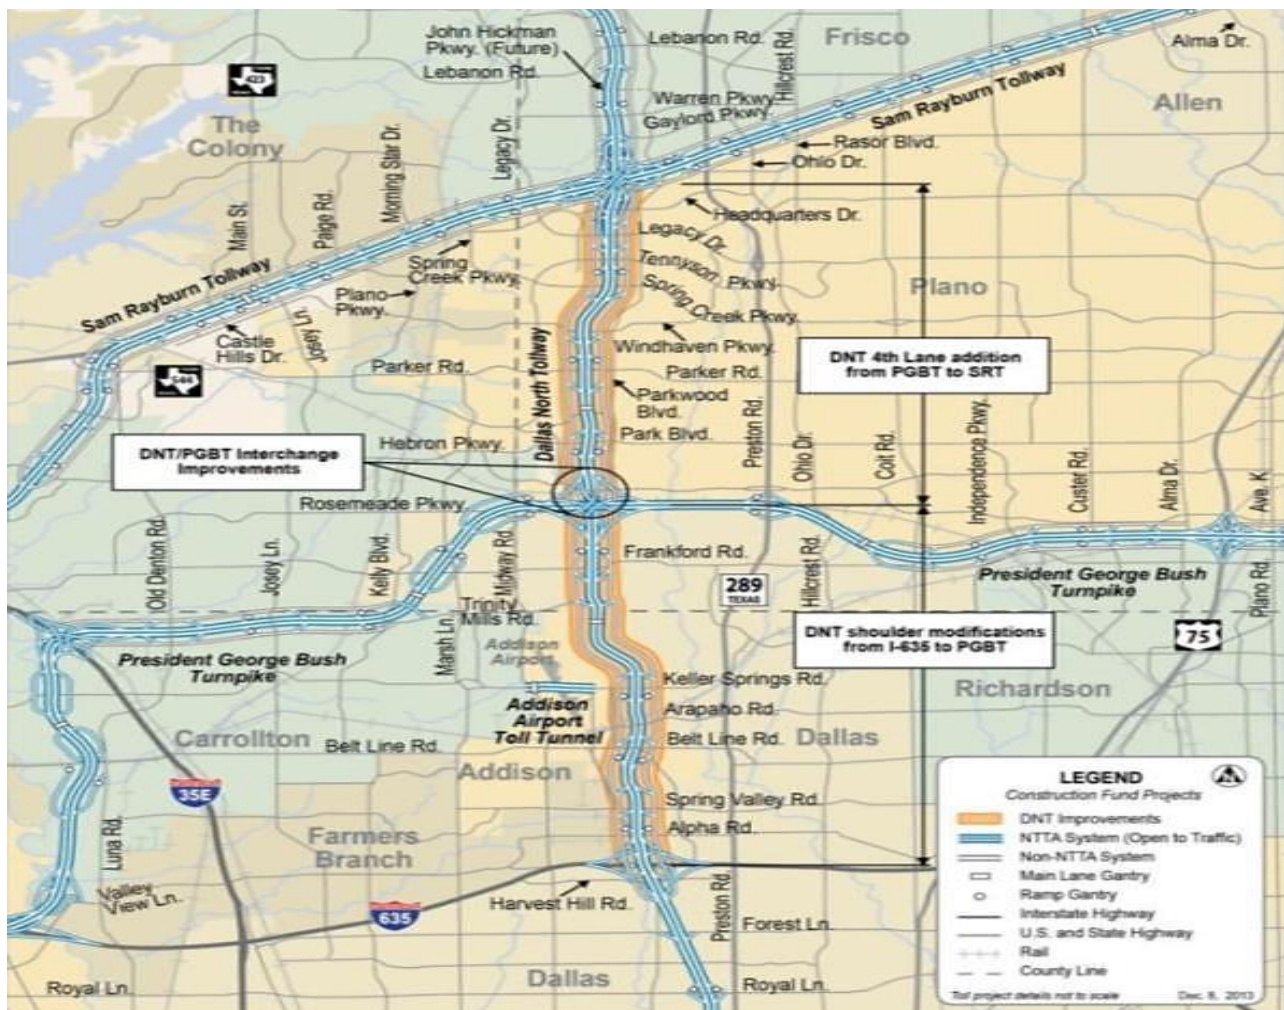 John Hickman
Pkwy. (Future)
Lebanon Rd.
Lebanon Rd.
Hillcrest Rd.
Frisco
Alma Dr.
423
The
Colony
Warren Pkwy.
Gaylord Pkwy.
Sam Rayburn Tollway
Allen
Morning Star Dr.
Legacy Dr.
Rasor Blvd.
Ohio Dr.
Main St.
Paige Rd.
Headquarters Dr.
Legacy Dr.
Tennyson Pkwy.
Spring Creek Pkwy.
Plano
Spring
Creek Pkwy.
Sam Rayburn Tollway
Plano
Pkwy.
Castle
Hills Dr.
Josey Ln.
Windhaven Pkwy.
Dallas North Tollway
DNT 4th Lane addition
from PGBT to SRT
544
Parker Rd.
Parker Rd.
Parkwood
Blvd.
Preston Rd.
Independence Pkwy.
Hebron Pkwy.
Park Blvd.
Ohio Dr.
Coit Rd.
Custer Rd.
Alma Dr.
Ave. K
DNT/PGBT Interchange
Improvements
Rosemeade Pkwy.
Old Denton Rd.
Josey Ln.
Kelly Blvd.
Midway Rd.
Frankford Rd.
Hillcrest Rd.
President George Bush
Turnpike
Plano Rd.
289
TEXAS
Trinity
Mills Rd.
Marsh Ln.
Addison
Airport
DNT shoulder modifications
from I-635 to PGBT
75
President George Bush
Turnpike
Keller Springs Rd.
Richardson
Addison
Airport
Toll Tunnel
Arapaho Rd.
Carrollton
Belt Line Rd.
Belt Line Rd.
Dallas
Addison
35E
Spring Valley Rd.
Luna Rd.
Farmers
Branch
Alpha Rd.
Valley
View Ln.
Harvest Hill Rd.
635
Preston Rd.
Forest Ln.
Dallas
Royal Ln.
Royal Ln.
LEGEND
Construction Fund Projects
DNT Improvements
NTTA System (Open to Traffic)
Non-NTTA System
Main Lane Gantry
Ramp Gantry
Interstate Highway
U.S. and State Highway
Rail
County Line
Toll project details not to scale
Dec. 6, 2013